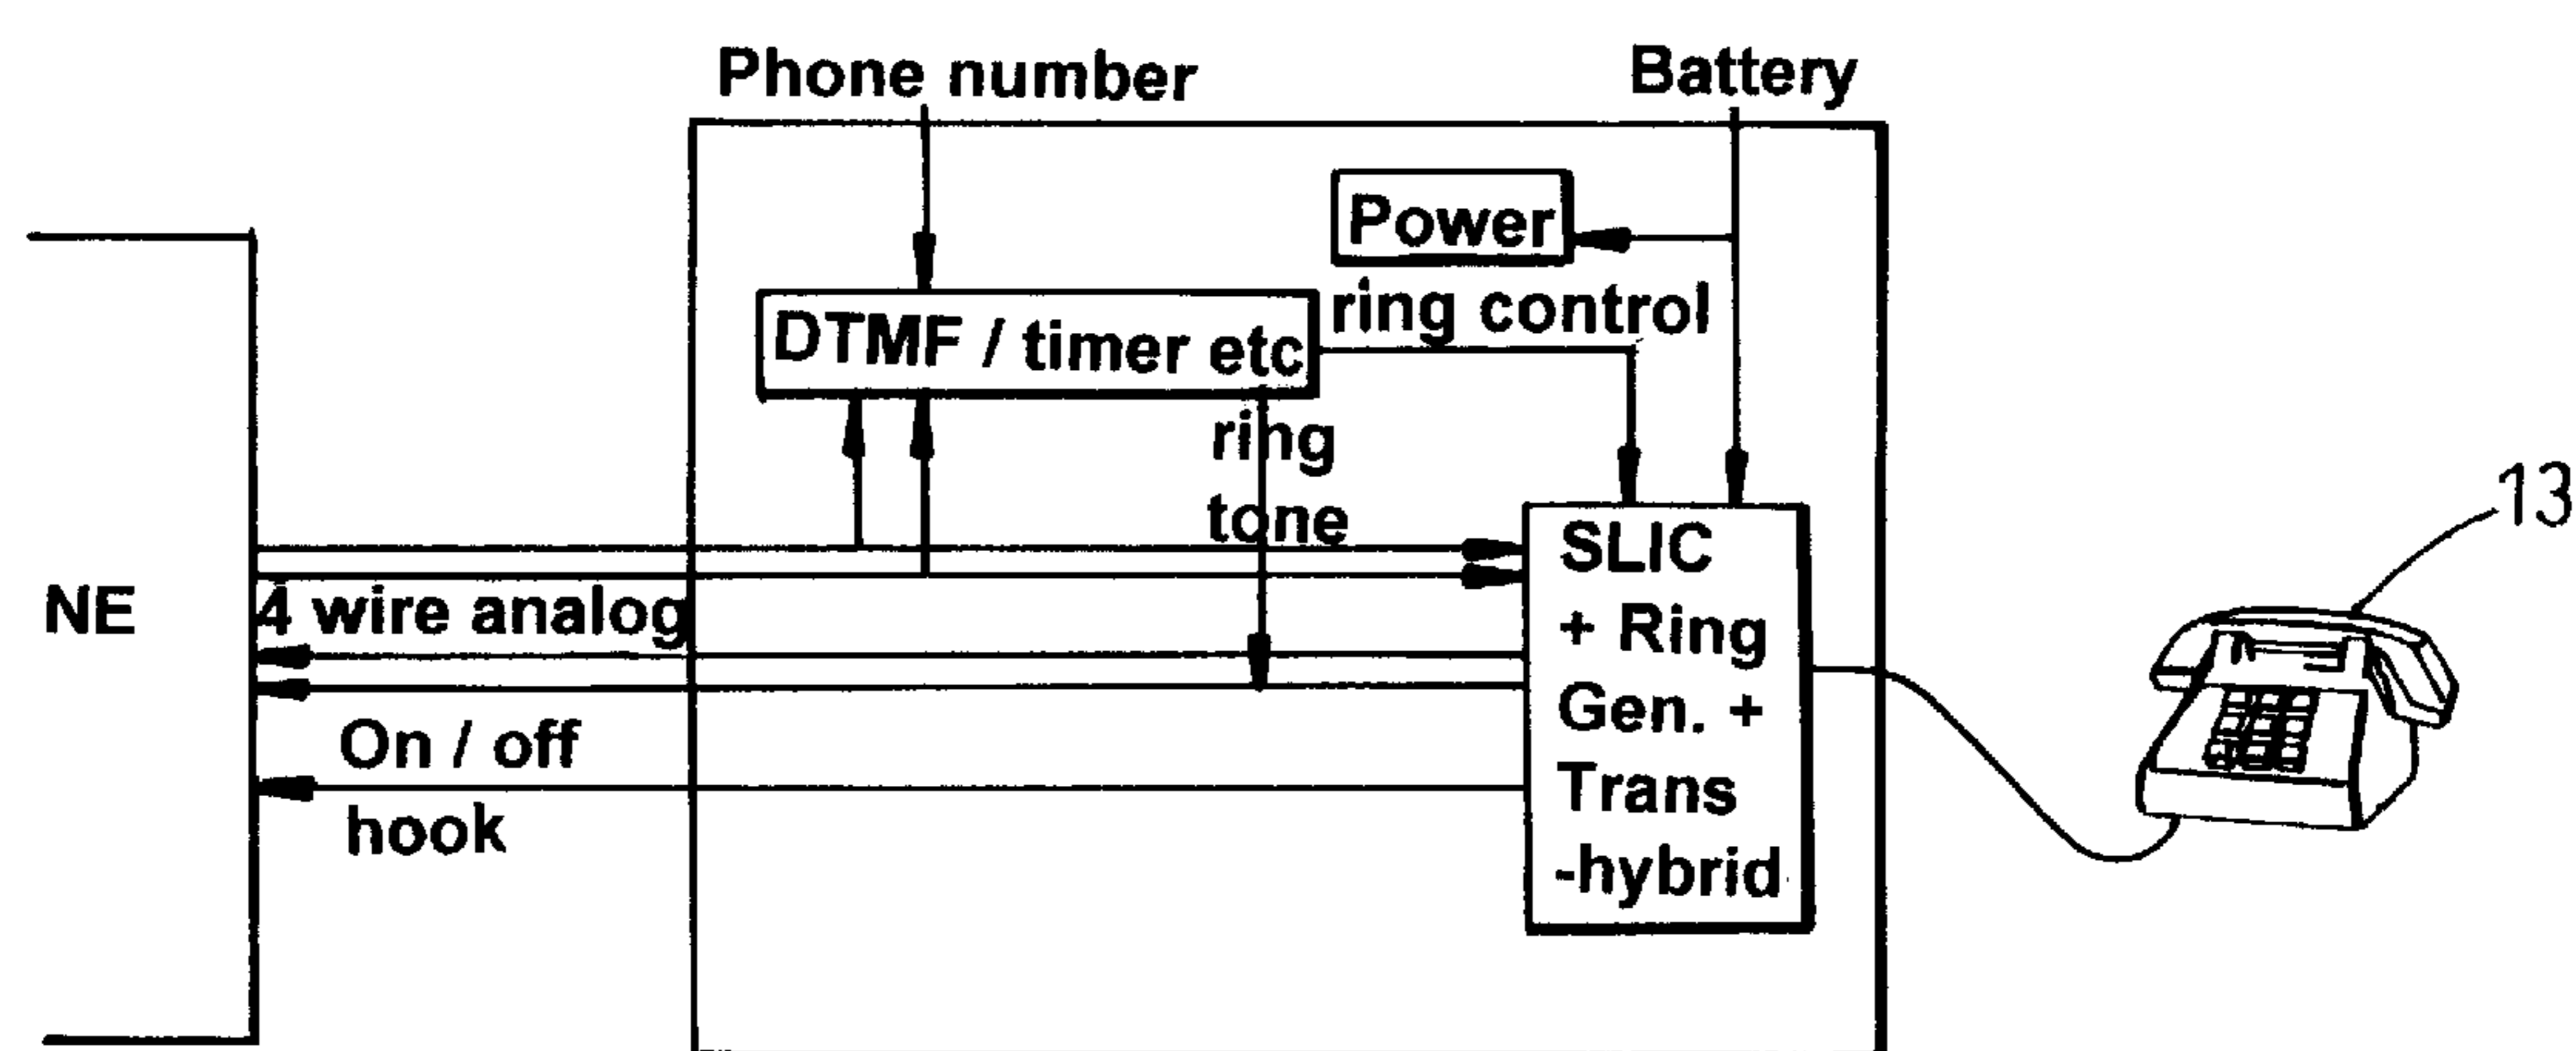 Phone number
Battery
Power
ring control
DTMF / timer etc
ring
tone
13
NE
4 wire analog
On / off
hook
SLIC
+ Ring
Gen. +
Trans
-hybrid